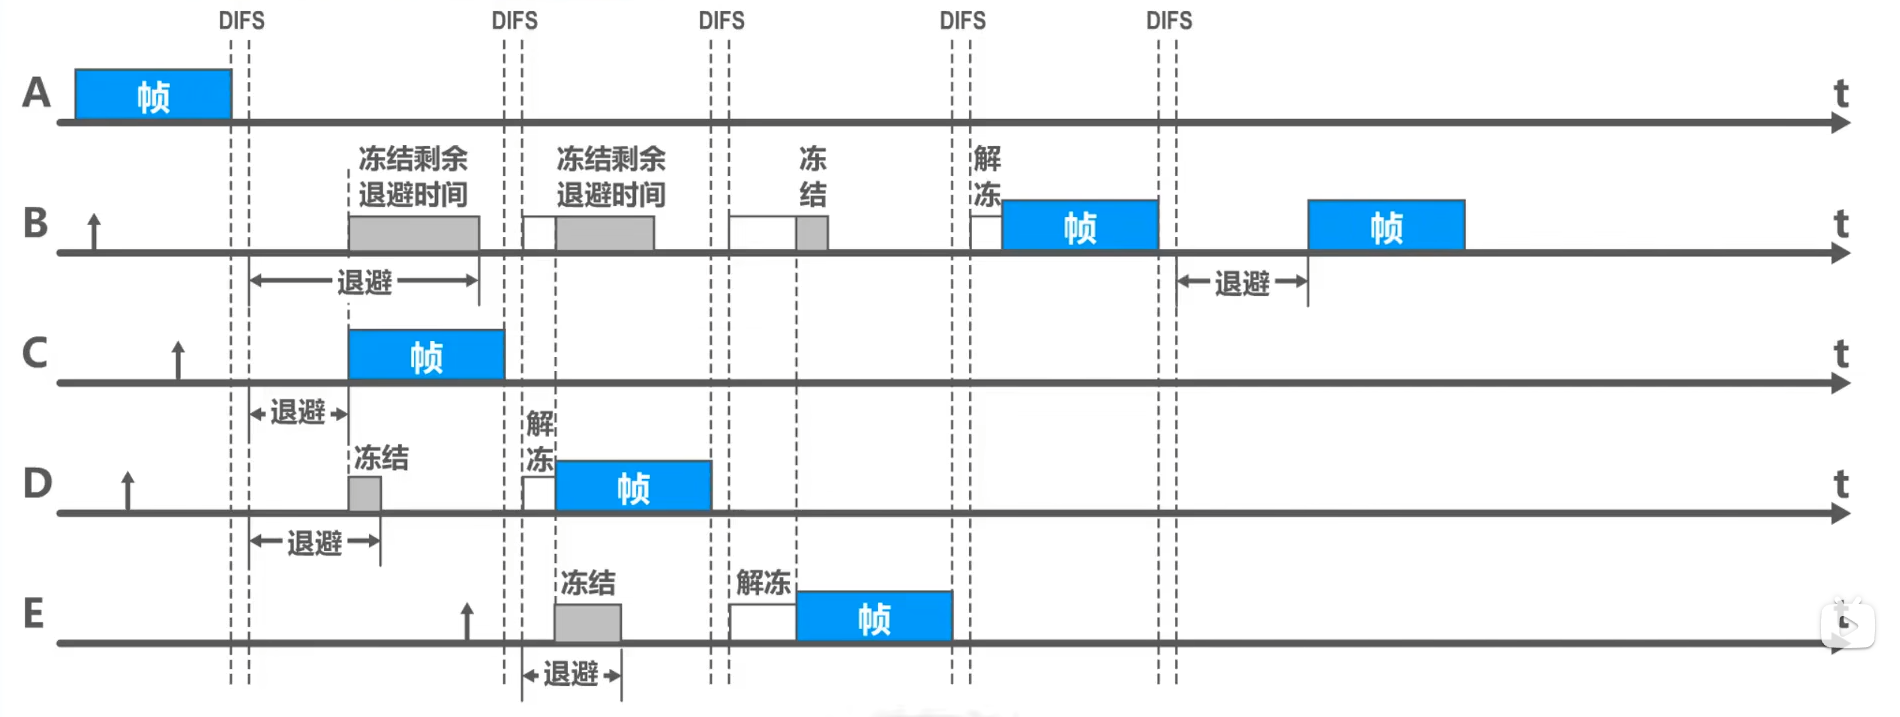 DIFS DIFS DIFS DIFS DIFS
A 帧 t
冻结剩余 冻结剩余 冻 解
退避时间 退避时间 结 冻
B 帧 帧 t
退避 退避
C 帧 t
退避 解
冻结 冻
D 帧 t
退避
冻结 解冻
E 帧 t
退避